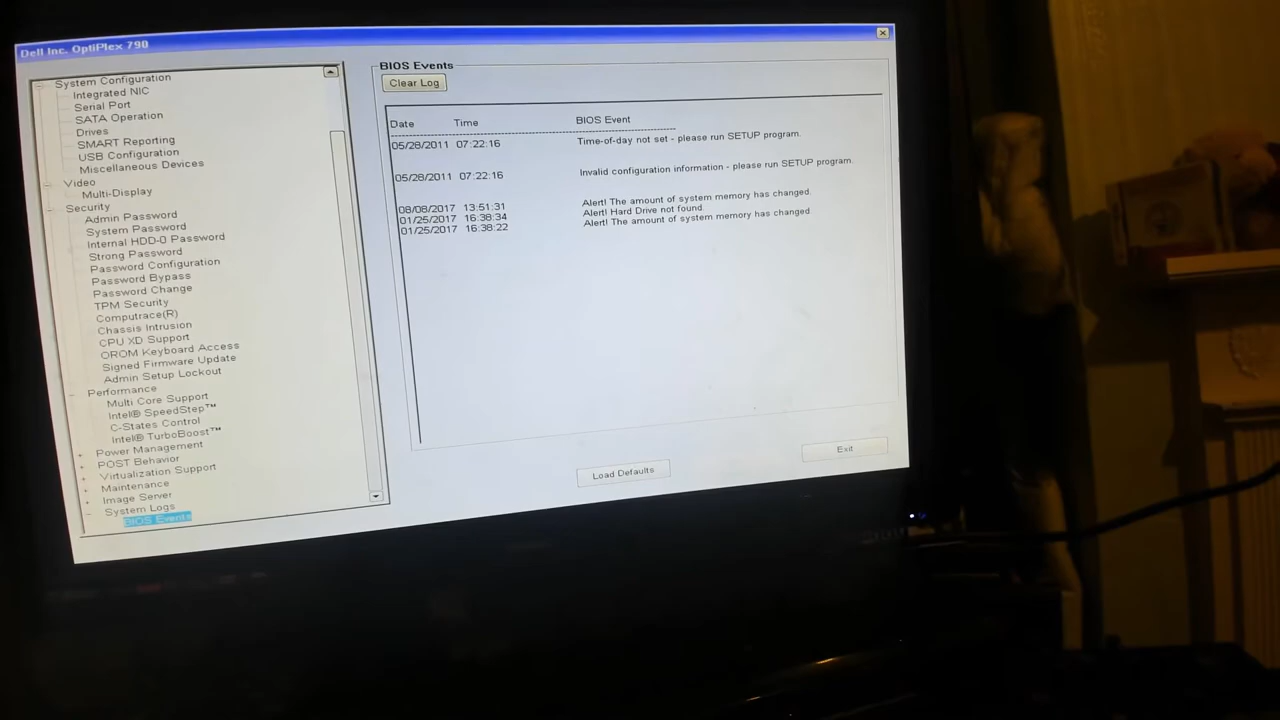 Dell Inc. OptiPlex 790
System Configuration
Integrated NIC
Serial Port
SATA Operation
Drives
SMART Reporting
USB Configuration
Miscellaneous Devices
Video
Multi-Display
Security
Admin Password
System Password
Internal HDD-0 Password
Strong Password
Password Configuration
Password Bypass
Password Change
TPM Security
Computrace(R)
Chassis Intrusion
CPU XD Support
OROM Keyboard Access
Signed Firmware Update
Admin Setup Lockout
Performance
Multi Core Support
Intel® SpeedStep™
C-States Control
Intel® TurboBoost™
Power Management
POST Behavior
Virtualization Support
Maintenance
Image Server
System Logs
BIOS Events
BIOS Events
Clear Log
Date Time BIOS Event
05/28/2011 07:22:16 Time-of-day not set - please run SETUP program.
05/28/2011 07:22:16 Invalid configuration information - please run SETUP program.
08/08/2017 13:51:31 Alert! The amount of system memory has changed.
01/25/2017 16:38:34 Alert! Hard Drive not found.
01/25/2017 16:38:22 Alert! The amount of system memory has changed.
Load Defaults
Exit